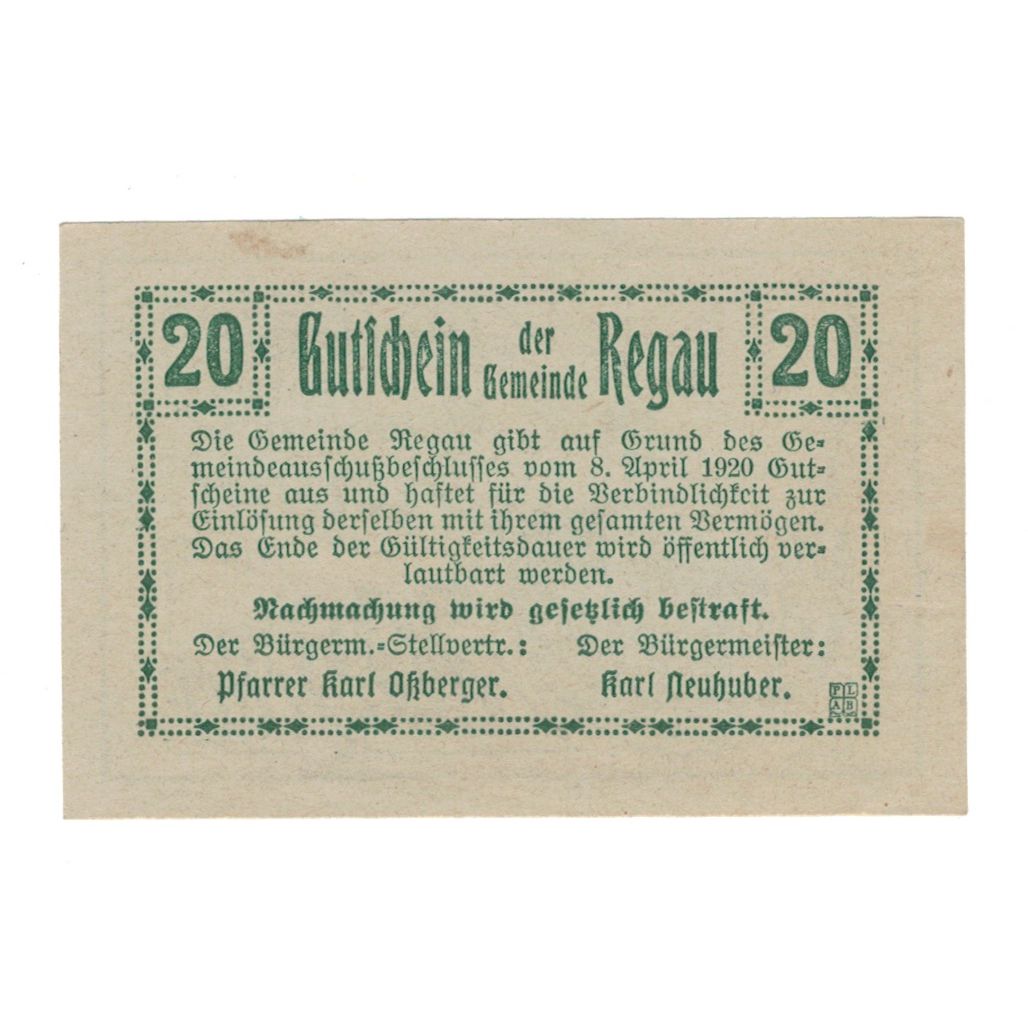 20 Gutschein der Gemeinde Regau 20
Die Gemeinde Regau gibt auf Grund des Ge-
meindeausschußbeschlusses vom 8. April 1920 Gut-
scheine aus und haftet für die Verbindlichkeit zur
Einlösung derselben mit ihrem gesamten Vermögen.
Das Ende der Gültigkeitsdauer wird öffentlich ver-
lautbart werden.
Nachmachung wird gesetzlich bestraft.
Der Bürgerm.-Stellvertr.: Der Bürgermeister:
Pfarrer Karl Oßberger. Karl Neuhuber.
F L
A B